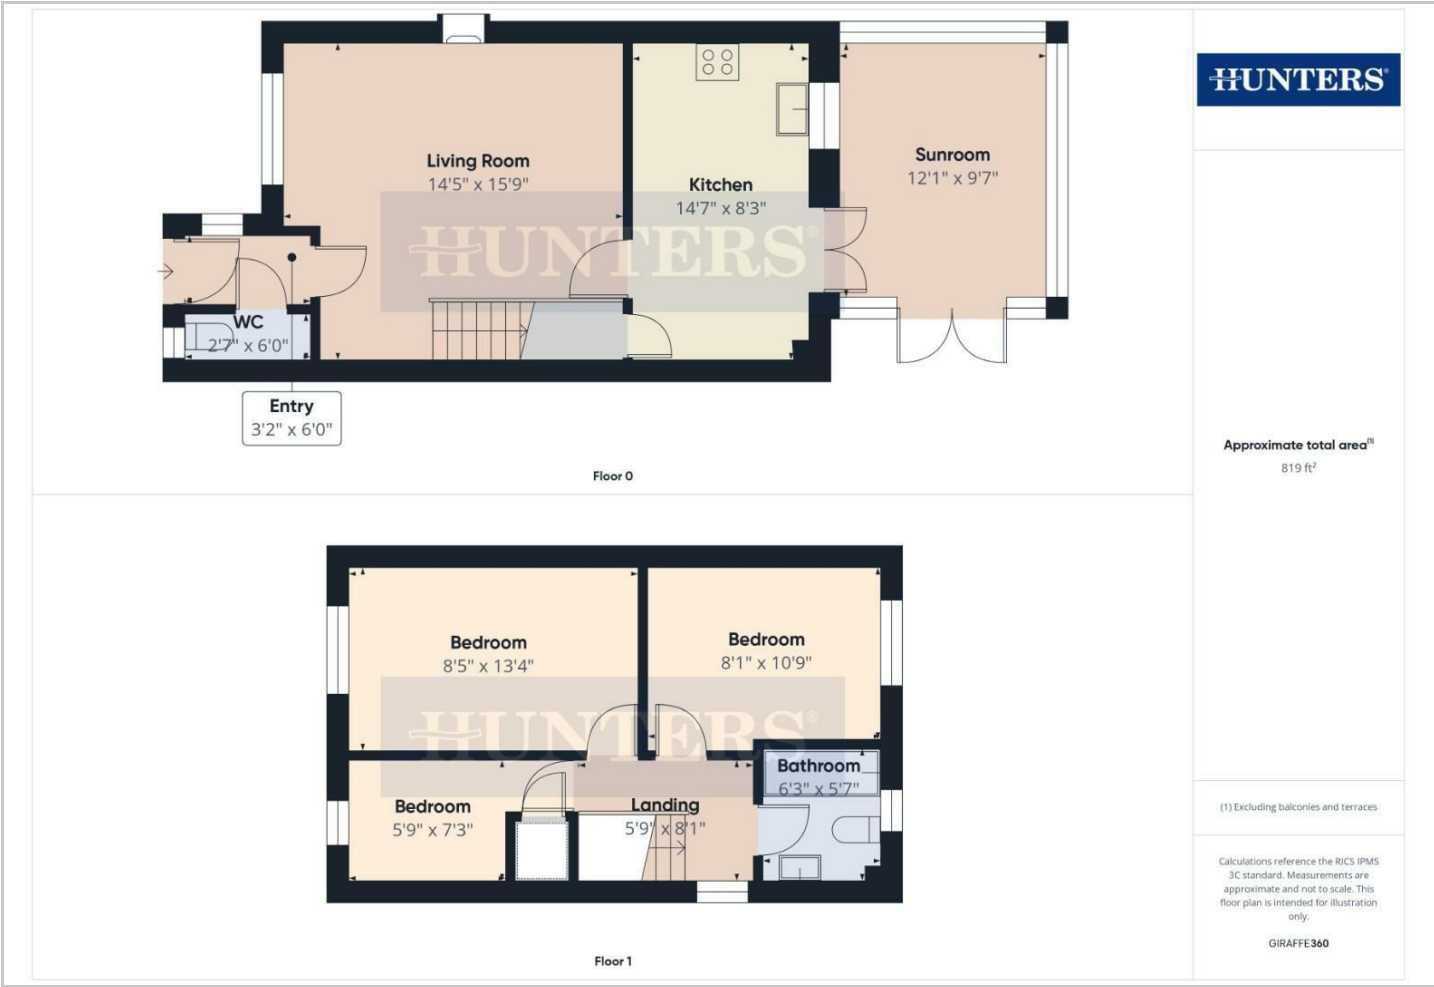 Living Room
14'5" x 15'9"
Kitchen
14'7" x 8'3"
Sunroom
12'1" x 9'7"
HUNTERS®
WC
2'7" x 6'0"
Entry
3'2" x 6'0"
Floor 0
Bedroom
8'5" x 13'4"
Bedroom
8'1" x 10'9"
HUNTERS®
Bedroom
5'9" x 7'3"
Landing
5'9" x 8'1"
Bathroom
6'3" x 5'7"
Floor 1
HUNTERS®
Approximate total area(1)
819 ft²
(1) Excluding balconies and terraces
Calculations reference the RICS IPMS
3C standard. Measurements are
approximate and not to scale. This
floor plan is intended for illustration
only.
GIRAFFE360